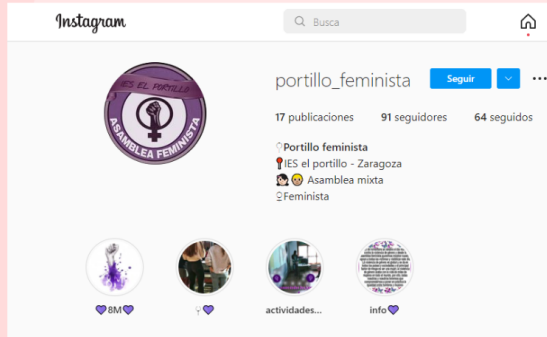 Instagram
Busca
IES EL PORTILLO
ASAMBLEA FEMINISTA
portillo_feminista Seguir
17 publicaciones 91 seguidores 64 seguidos
♀Portillo feminista
📍IES el portillo - Zaragoza
👩🏻👴🏼 Asamblea mixta
♀Feminista
💜8M💜
♀💜
actividades...
info💜